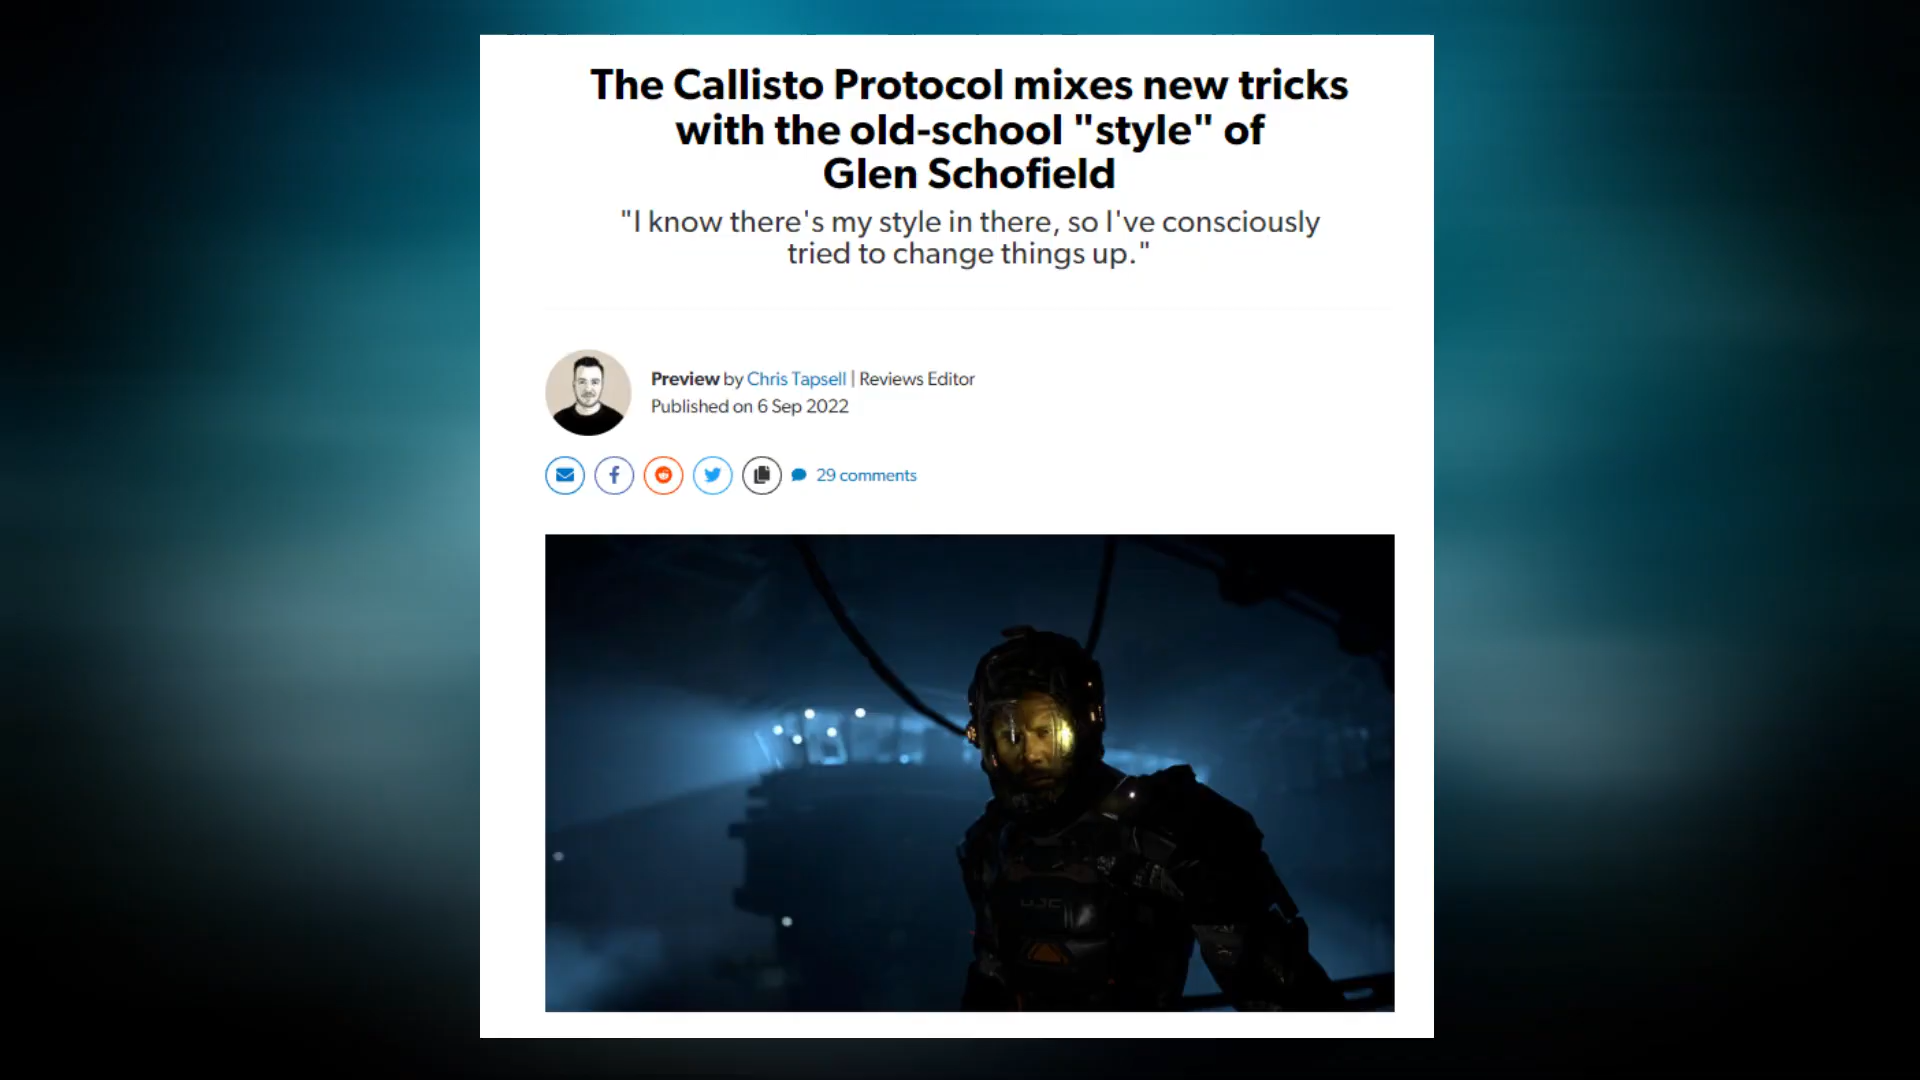 The Callisto Protocol mixes new tricks
with the old-school "style" of
Glen Schofield
"I know there's my style in there, so I've consciously
tried to change things up."
Preview by Chris Tapsell | Reviews Editor
Published on 6 Sep 2022
29 comments
UJC